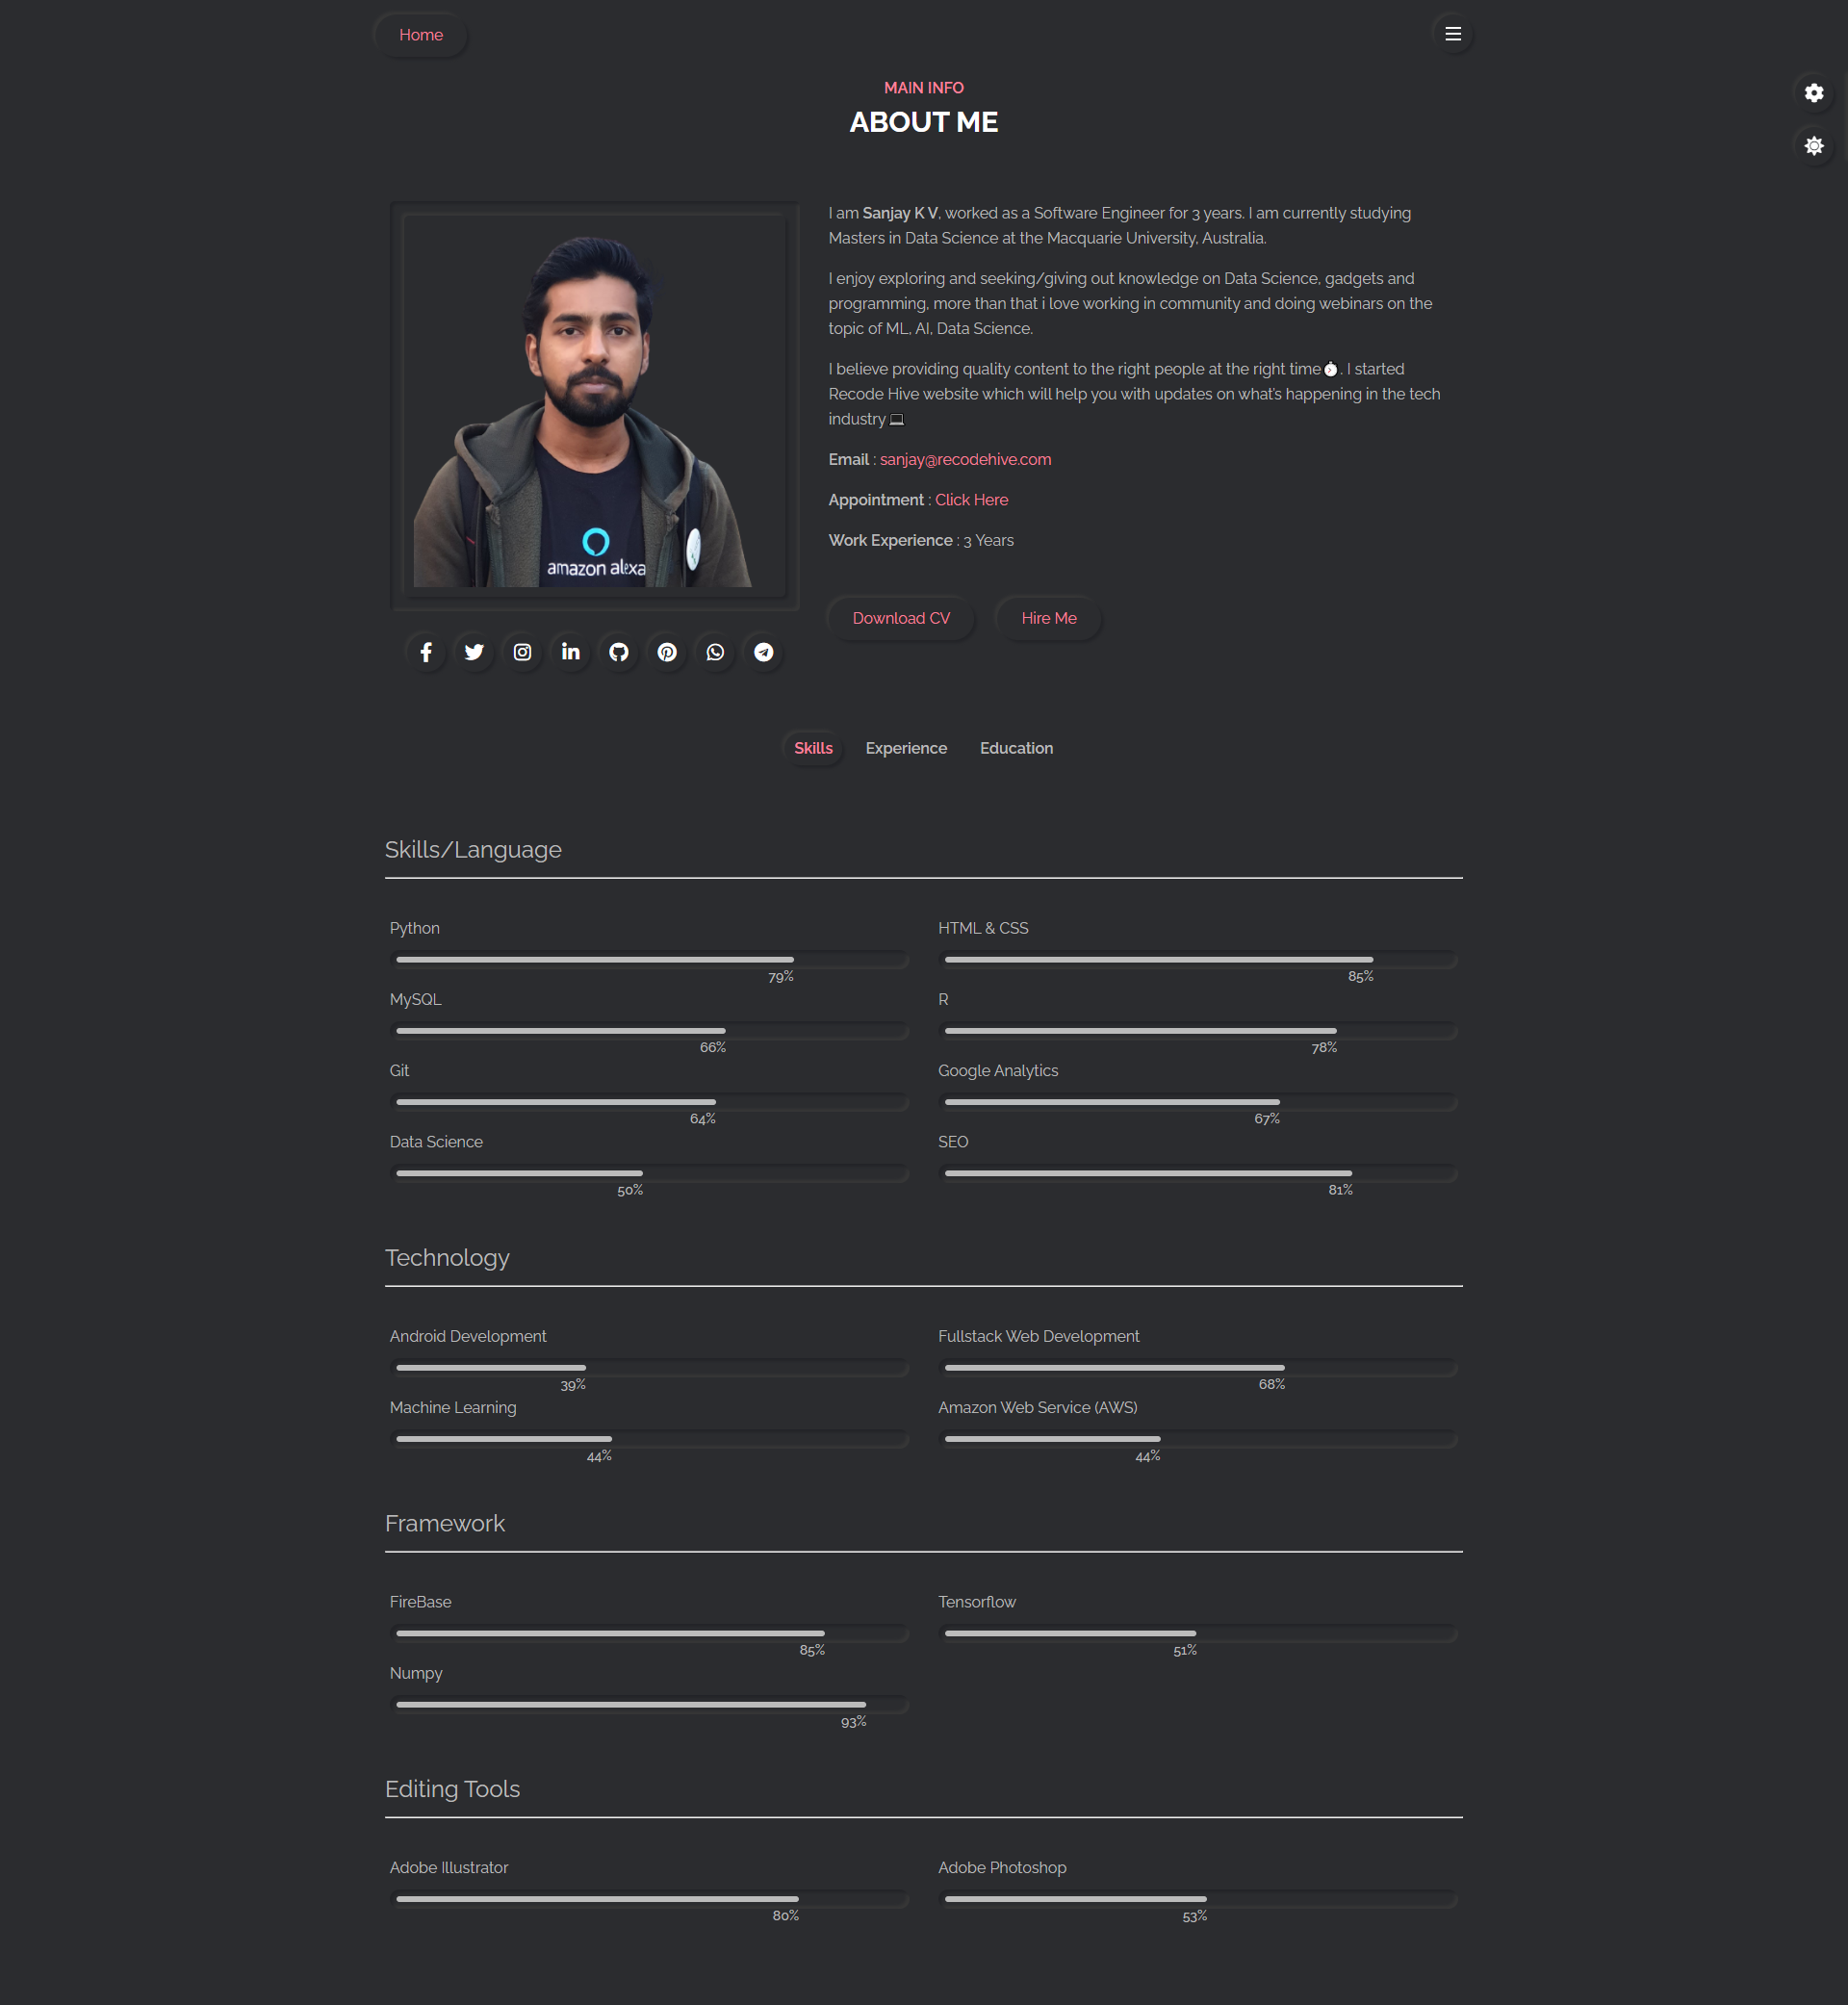 Home
MAIN INFO
ABOUT ME
I am Sanjay K V, worked as a Software Engineer for 3 years. I am currently studying
Masters in Data Science at the Macquarie University, Australia.
I enjoy exploring and seeking/giving out knowledge on Data Science, gadgets and
programming, more than that i love working in community and doing webinars on the
topic of ML, AI, Data Science.
I believe providing quality content to the right people at the right time⏱. I started
Recode Hive website which will help you with updates on what's happening in the tech
industry 💻
Email : sanjay@recodehive.com
Appointment : Click Here
Work Experience : 3 Years
amazon alexa
Download CV Hire Me
Skills Experience Education
Skills/Language
Python HTML & CSS
79% 85%
MySQL R
66% 78%
Git Google Analytics
64% 67%
Data Science SEO
50% 81%
Technology
Android Development Fullstack Web Development
39% 68%
Machine Learning Amazon Web Service (AWS)
44% 44%
Framework
FireBase Tensorflow
85% 51%
Numpy
93%
Editing Tools
Adobe Illustrator Adobe Photoshop
80% 53%